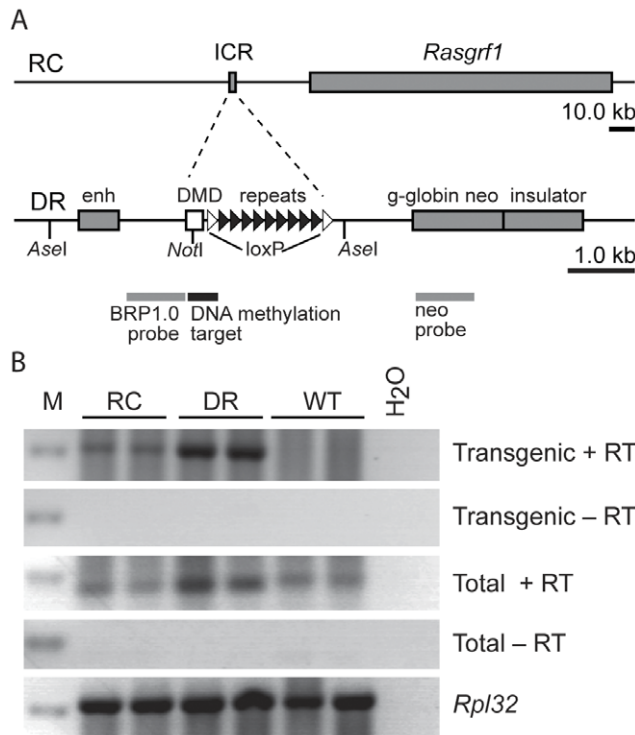 A
RC
ICR
Rasgrf1
10.0 kb
DR
enh
DMD
repeats
g-globin neo
insulator
AseI
NotI
loxP
AseI
1.0 kb
BRP1.0
probe
DNA methylation
target
neo
probe
B
M
RC
DR
WT
H2O
Transgenic + RT
Transgenic – RT
Total + RT
Total – RT
Rpl32